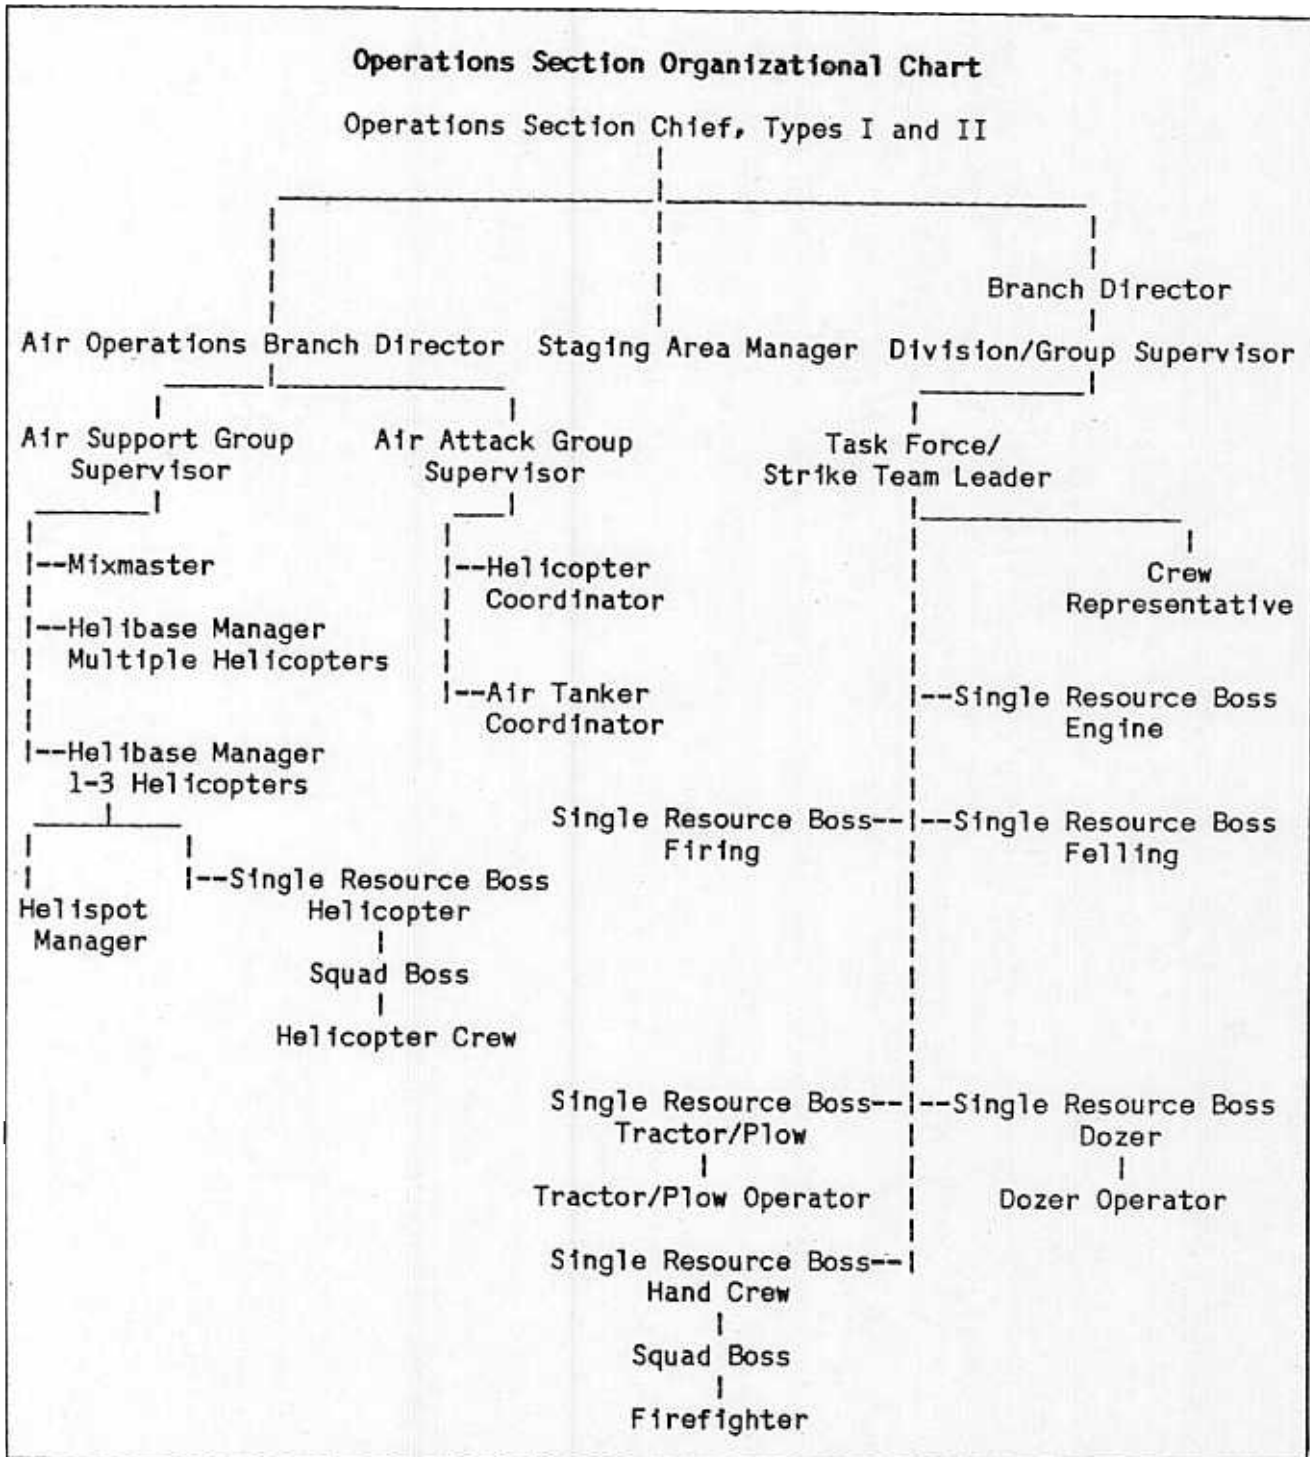 Operations Section Organizational Chart
Operations Section Chief, Types I and II
Branch Director
Air Operations Branch Director Staging Area Manager Division/Group Supervisor
Air Support Group
Supervisor
Air Attack Group
Supervisor
Task Force/
Strike Team Leader
--Mixmaster
--Helibase Manager
Multiple Helicopters
--Helibase Manager
1-3 Helicopters
Helispot
Manager
--Single Resource Boss
Helicopter
Squad Boss
Helicopter Crew
--Helicopter
Coordinator
--Air Tanker
Coordinator
Crew
Representative
--Single Resource Boss
Engine
Single Resource Boss--
Firing
--Single Resource Boss
Felling
Single Resource Boss--
Tractor/Plow
Tractor/Plow Operator
--Single Resource Boss
Dozer
Dozer Operator
Single Resource Boss--
Hand Crew
Squad Boss
Firefighter